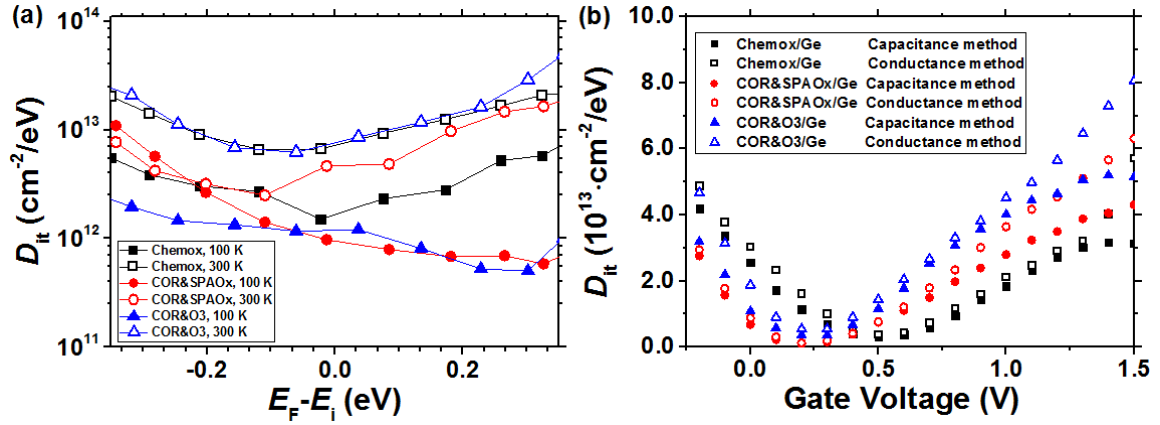 (a)
10^14
10^13
10^12
10^11
D_it (cm^-2/eV)
Chemox, 100 K
Chemox, 300 K
COR&SPAOx, 100 K
COR&SPAOx, 300 K
COR&O3, 100 K
COR&O3, 300 K
-0.2 0.0 0.2
E_F-E_i (eV)
(b)
10.0
8.0
6.0
4.0
2.0
0.0
D_it (10^13·cm^-2/eV)
Chemox/Ge Capacitance method
Chemox/Ge Conductance method
COR&SPAOx/Ge Capacitance method
COR&SPAOx/Ge Conductance method
COR&O3/Ge Capacitance method
COR&O3/Ge Conductance method
0.0 0.5 1.0 1.5
Gate Voltage (V)